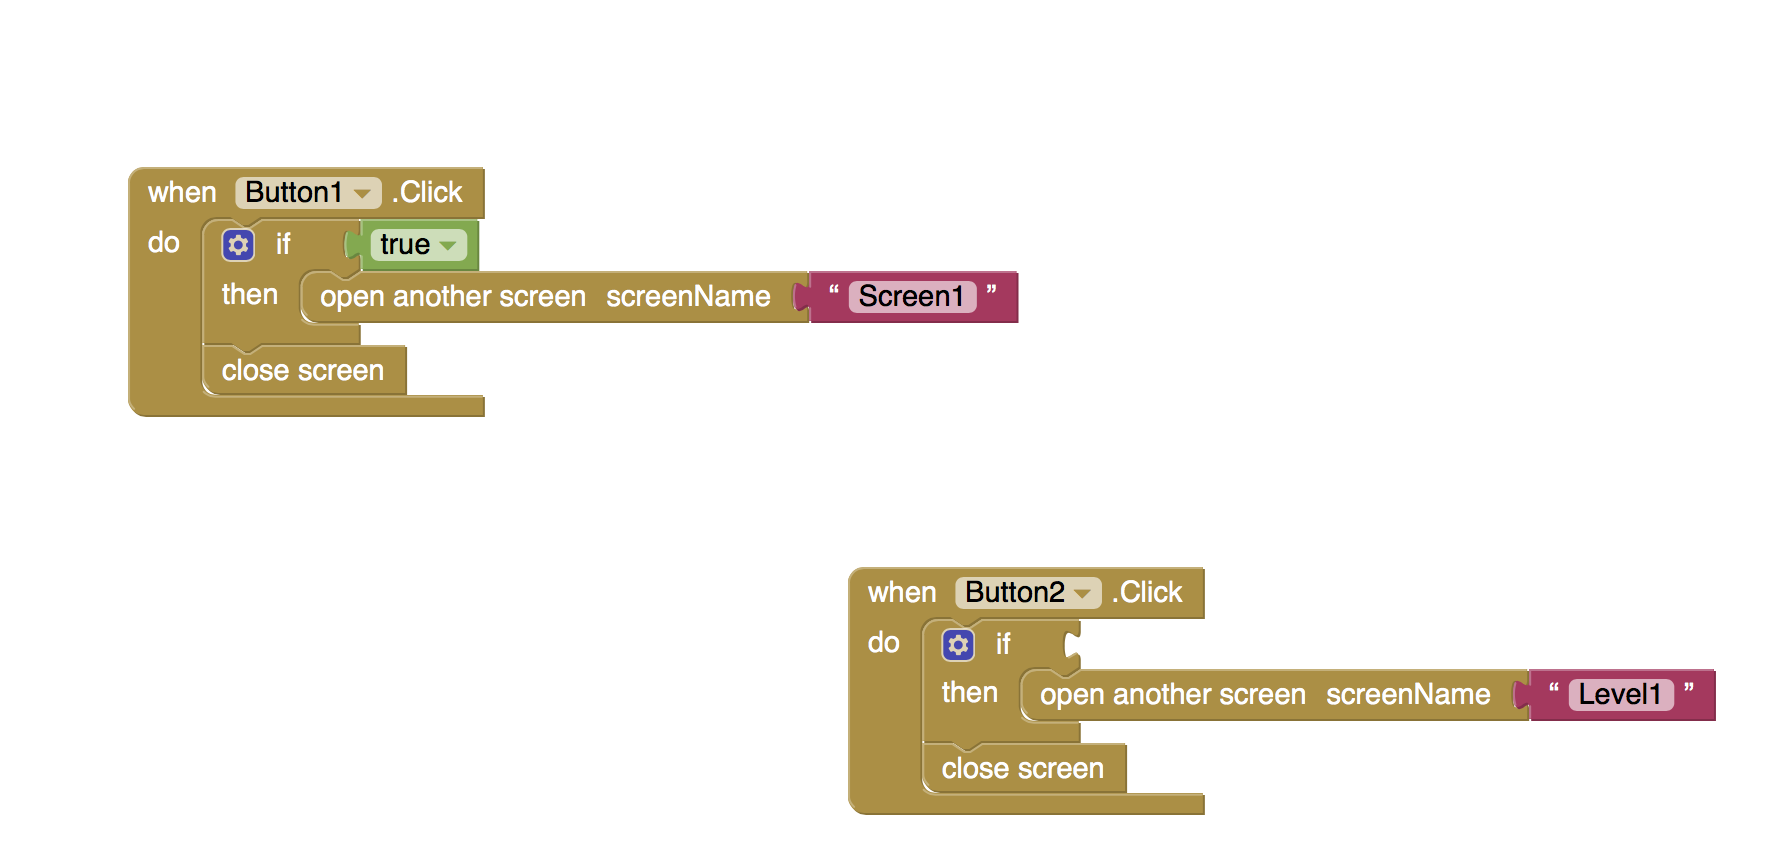 when Button1 .Click
do if true
then open another screen screenName “ Screen1 ”
close screen
when Button2 .Click
do if
then open another screen screenName “ Level1 ”
close screen